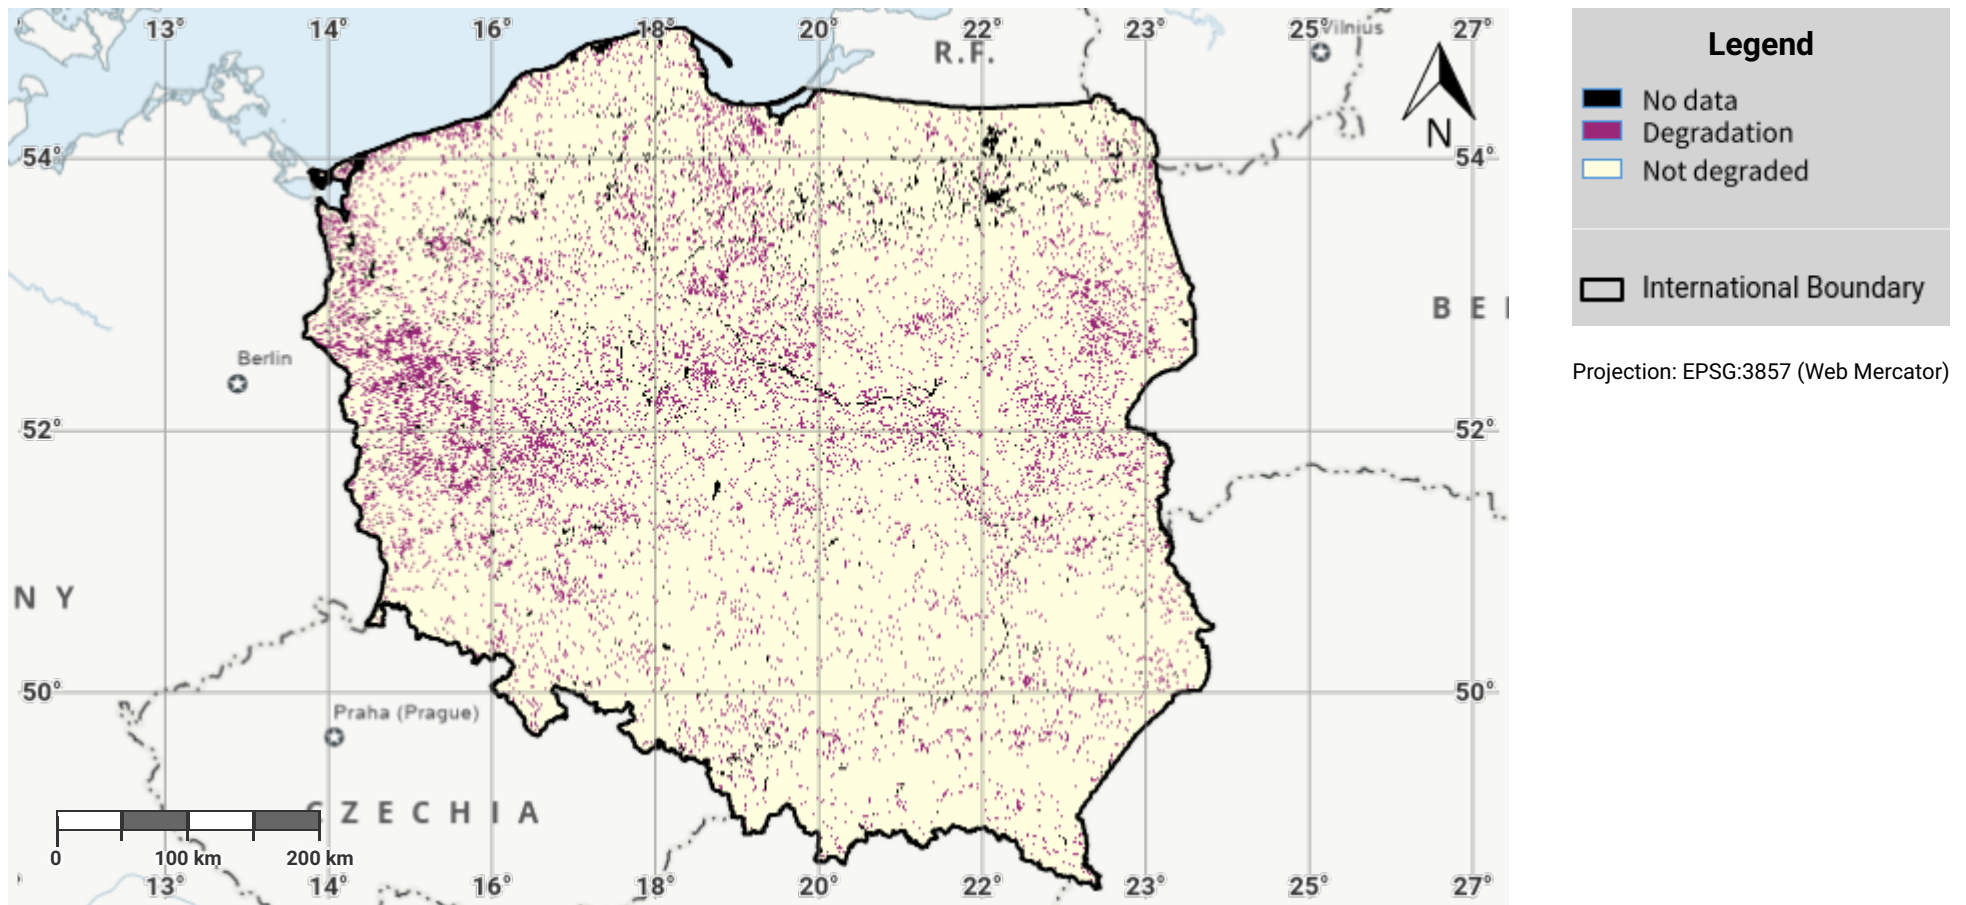 13° 14° 16° 18° 20° 22° 23° 25° 27°
Vilnius
R.F.
N
54° 54°
B E
Berlin
52° 52°
N Y
50° 50°
Praha (Prague)
CZECHIA
0 100 km 200 km
13° 14° 16° 18° 20° 22° 23° 25° 27°
Legend
No data
Degradation
Not degraded
International Boundary
Projection: EPSG:3857 (Web Mercator)